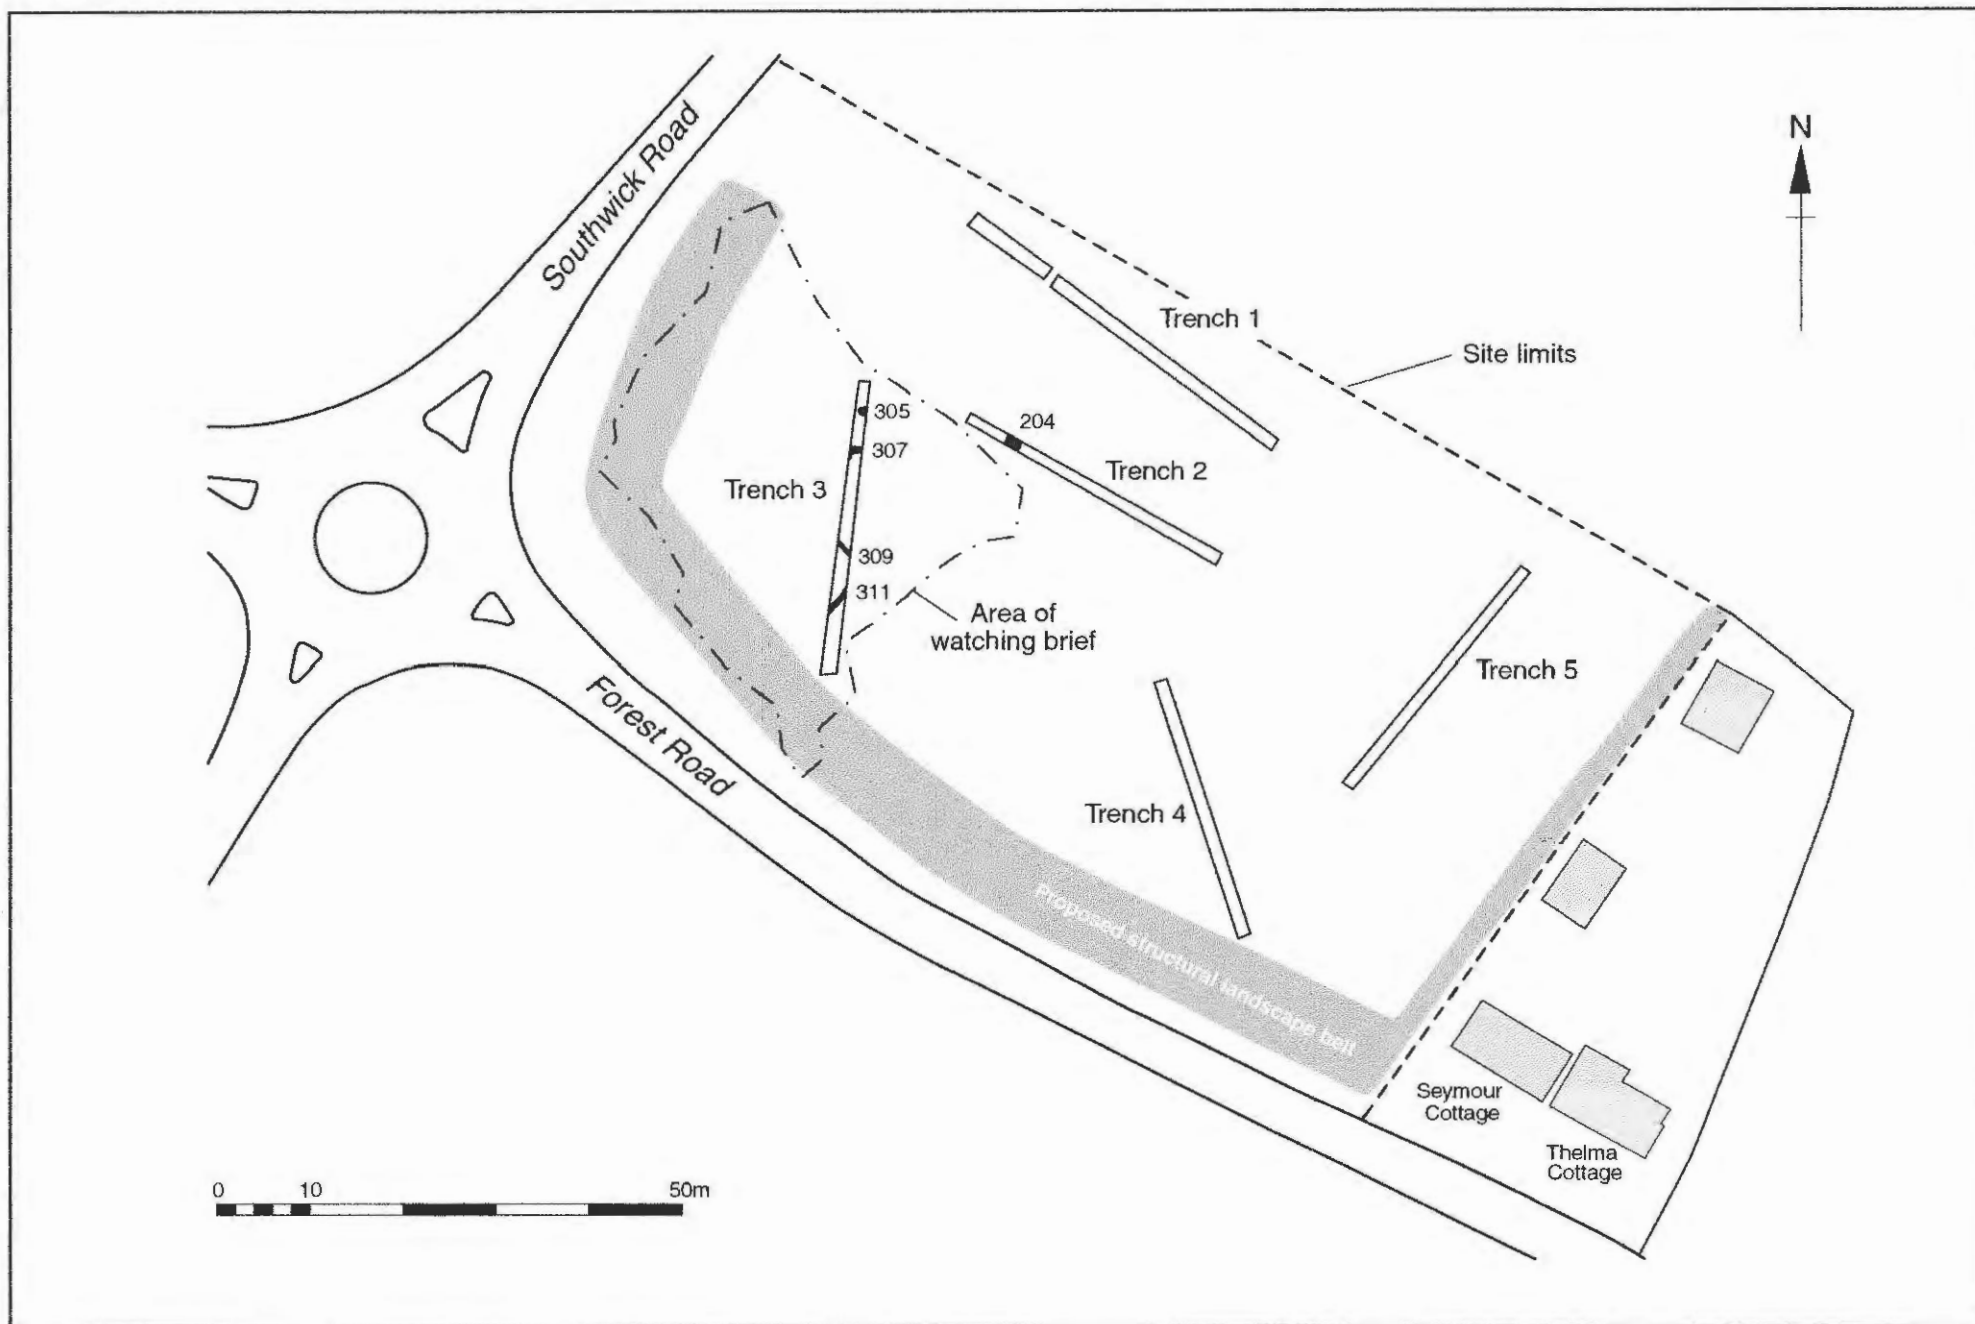 Southwick Road
N
Trench 1
Site limits
305
204
307
Trench 2
Trench 3
309
311
Area of
watching brief
Trench 5
Forest Road
Trench 4
Proposed structural landscape belt
Seymour
Cottage
Thelma
Cottage
0 10 50m